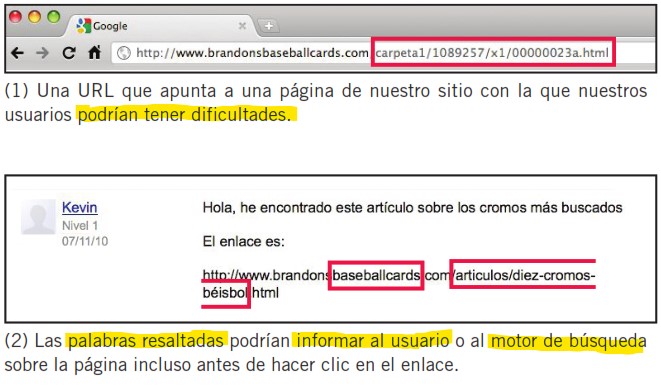 Google
http://www.brandonsbaseballcards.com carpeta1/1089257/x1/00000023a.html
(1) Una URL que apunta a una página de nuestro sitio con la que nuestros
usuarios podrían tener dificultades.
Kevin
Nivel 1
07/11/10
Hola, he encontrado este artículo sobre los cromos más buscados
El enlace es:
http://www.brandonsbaseballcards.com/articulos/diez-cromos-
béisbol.html
(2) Las palabras resaltadas podrían informar al usuario o al motor de búsqueda
sobre la página incluso antes de hacer clic en el enlace.